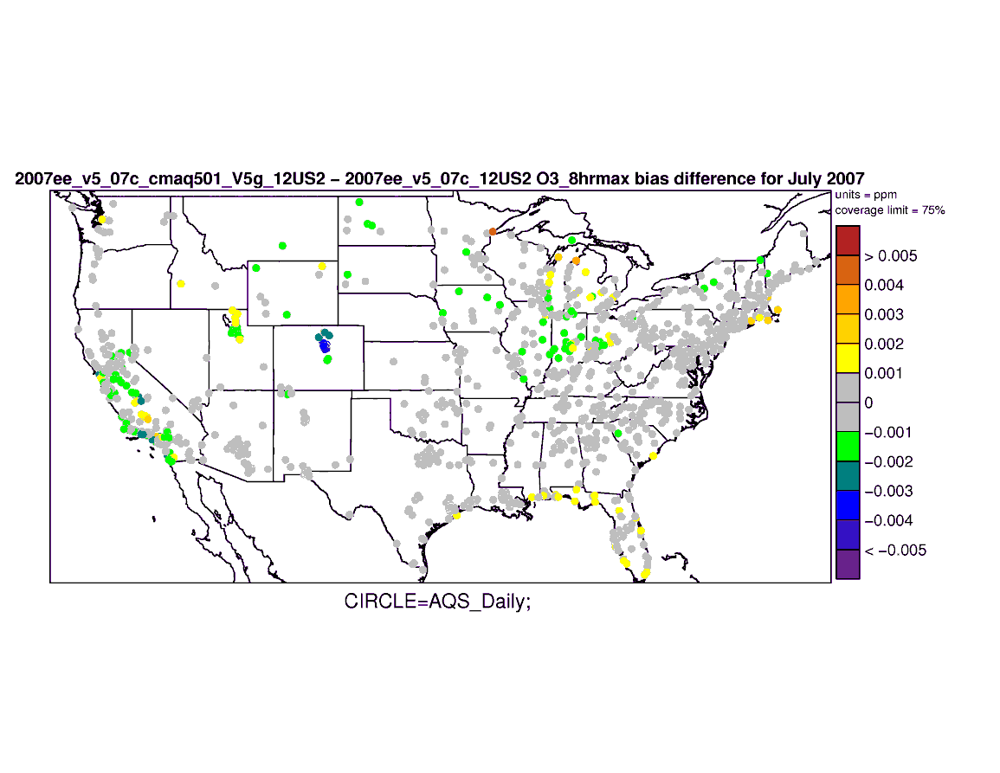 2007ee_v5_07c_cmaq501_V5g_12US2 − 2007ee_v5_07c_12US2 O3_8hrmax bias difference for July 2007
units = ppm
coverage limit = 75%
> 0.005
0.004
0.003
0.002
0.001
0
−0.001
−0.002
−0.003
−0.004
< −0.005
CIRCLE=AQS_Daily;